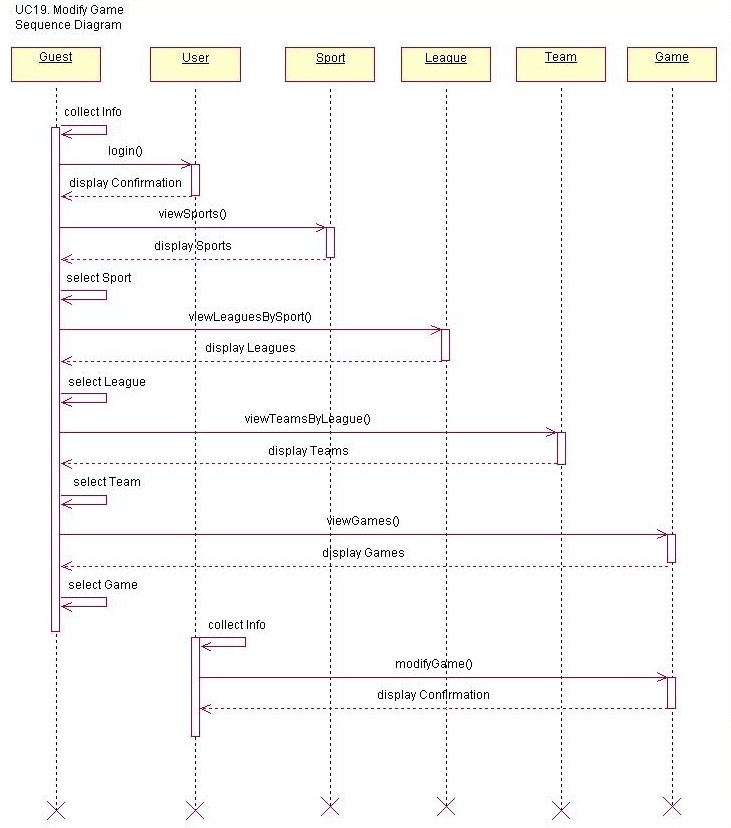 UC19. Modify Game
Sequence Diagram
Guest
User
Sport
League
Team
Game
collect Info
login()
display Confirmation
viewSports()
display Sports
select Sport
viewLeaguesBySport()
display Leagues
select League
viewTeamsByLeague()
display Teams
select Team
viewGames()
display Games
select Game
collect Info
modifyGame()
display Confirmation